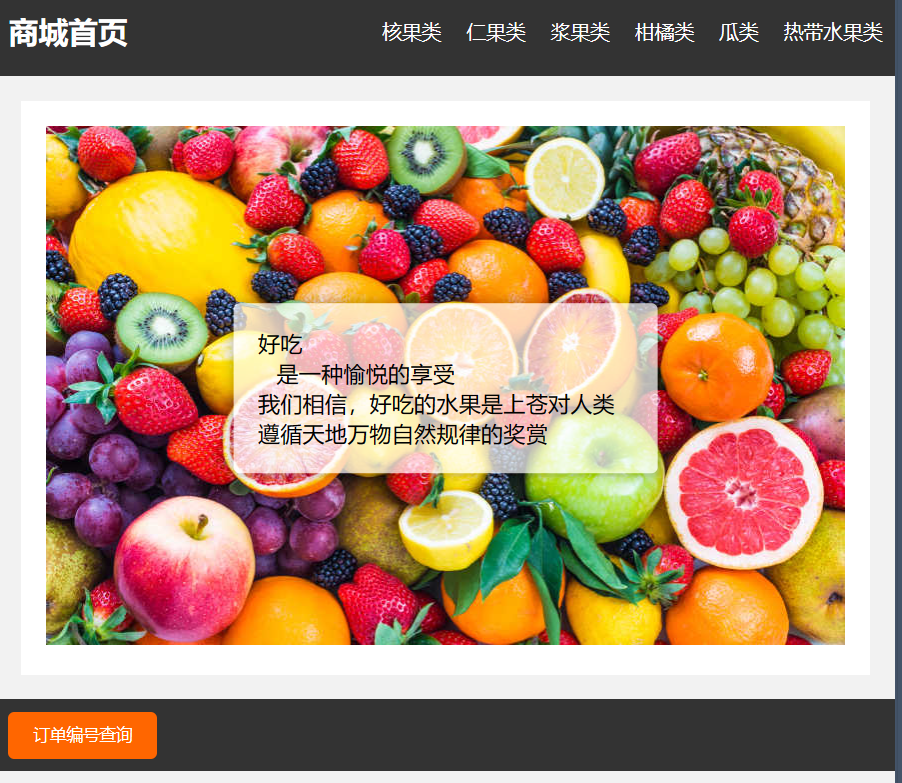 商城首页
核果类 仁果类 浆果类 柑橘类 瓜类 热带水果类
好吃
是一种愉悦的享受
我们相信，好吃的水果是上苍对人类
遵循天地万物自然规律的奖赏
订单编号查询